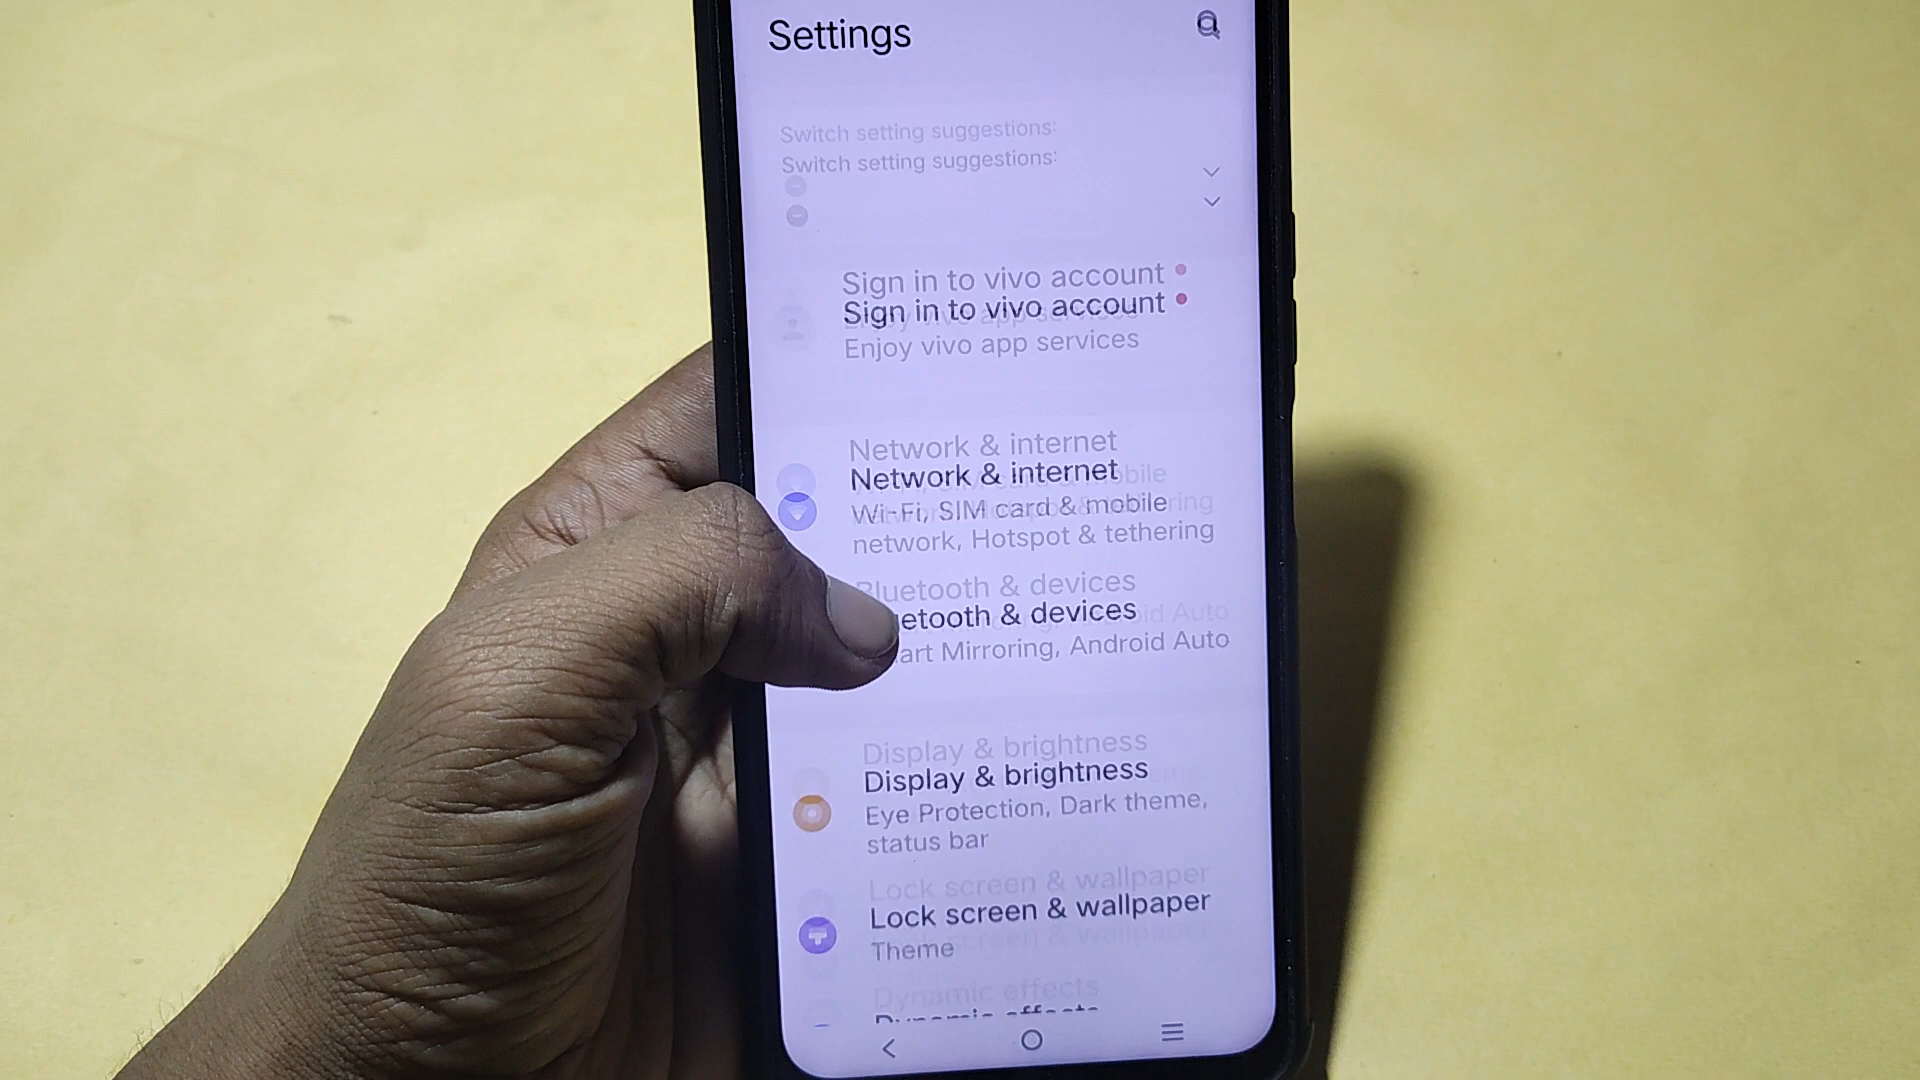 Settings
Switch setting suggestions:
Switch setting suggestions:
Sign in to vivo account
Sign in to vivo account
Enjoy vivo app services
Network & internet
Network & internet
Wi-Fi, SIM card & mobile
network, Hotspot & tethering
Bluetooth & devices
etooth & devices
art Mirroring, Android Auto
Display & brightness
Display & brightness
Eye Protection, Dark theme,
status bar
Lock screen & wallpaper
Lock screen & wallpaper
Theme
Dynamic effects
Dynamic effects